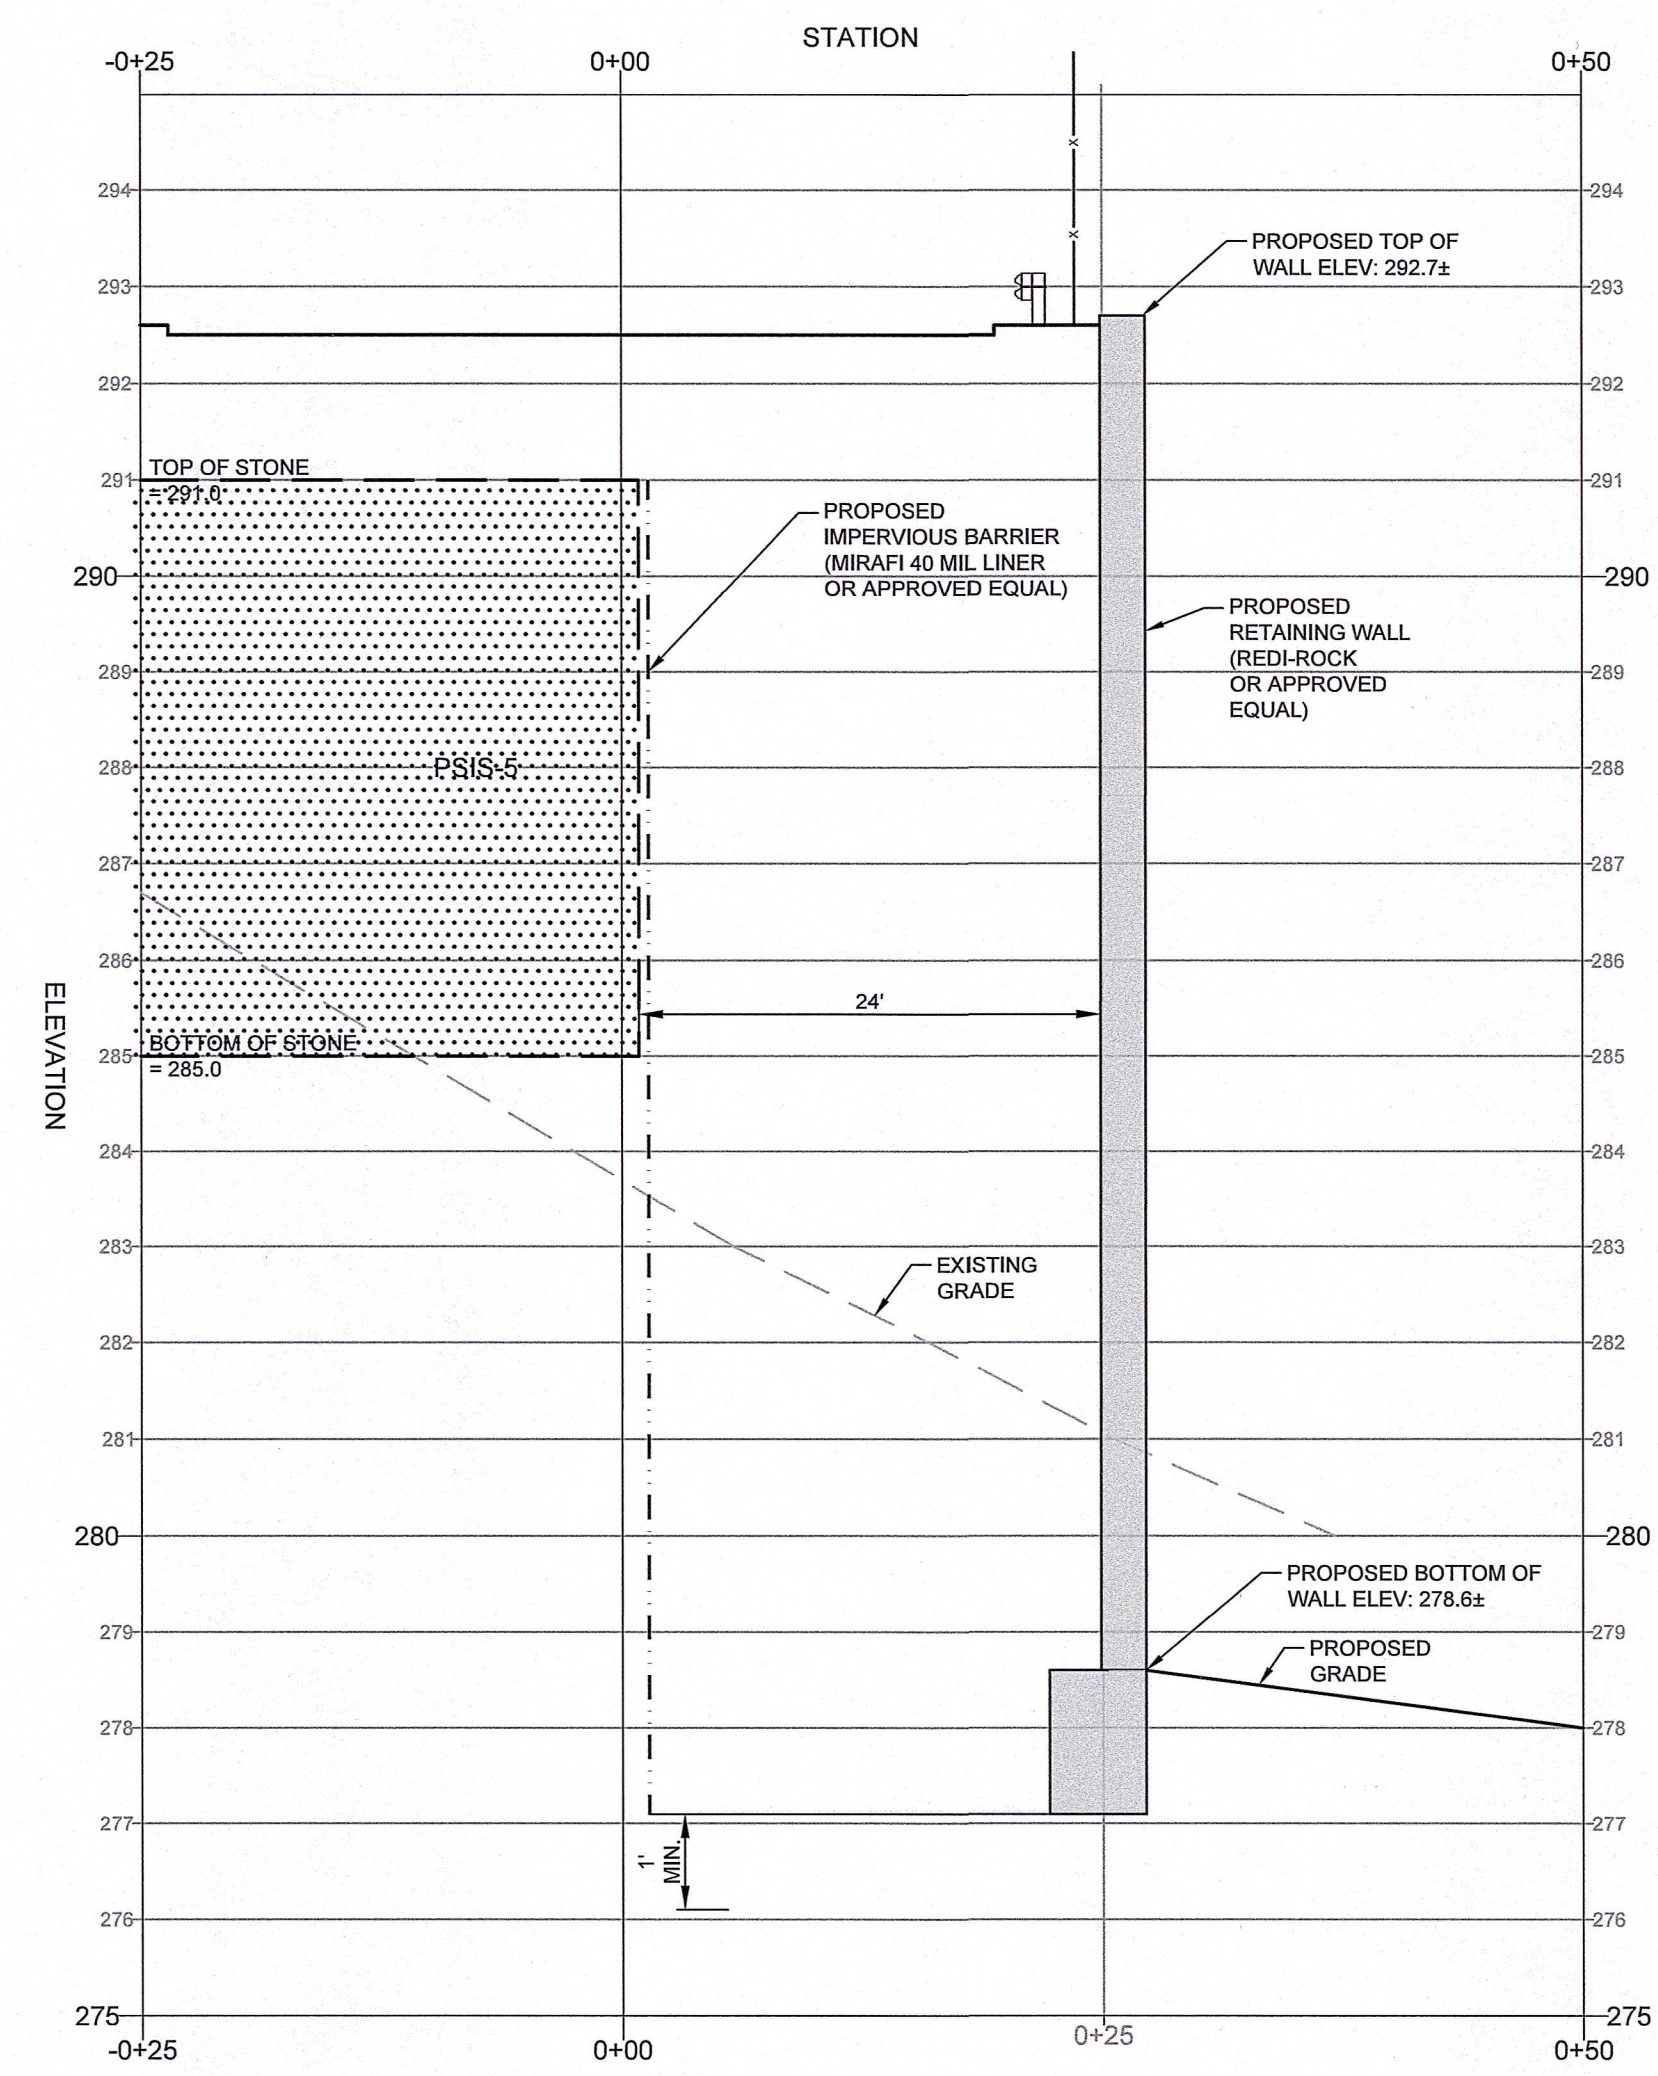 STATION
-0+25
0+00
0+50
294
294
PROPOSED TOP OF
WALL ELEV: 292.7±
293
293
292
292
TOP OF STONE
= 291.0
291
291
PROPOSED
IMPERVIOUS BARRIER
(MIRAFI 40 MIL LINER
OR APPROVED EQUAL)
290
290
PROPOSED
RETAINING WALL
(REDI-ROCK
OR APPROVED
EQUAL)
289
289
PSIS-5
288
288
287
287
286
286
ELEVATION
24'
BOTTOM OF STONE
= 285.0
285
285
284
284
283
283
EXISTING
GRADE
282
282
281
281
280
280
PROPOSED BOTTOM OF
WALL ELEV: 278.6±
279
279
PROPOSED
GRADE
278
278
277
277
1'
MIN.
276
276
275
275
-0+25
0+00
0+25
0+50
x
x